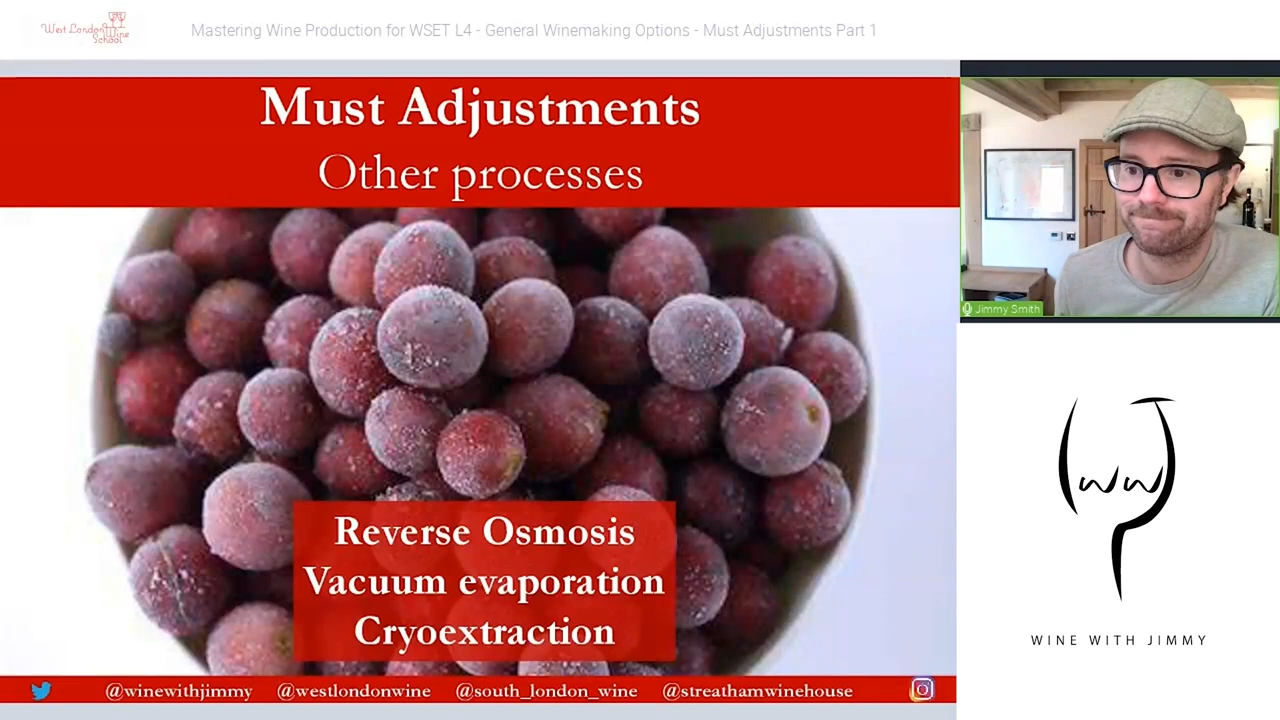 West London Wine School
Mastering Wine Production for WSET L4 - General Winemaking Options - Must Adjustments Part 1
Must Adjustments
Other processes
Jimmy Smith
Reverse Osmosis
Vacuum evaporation
Cryoextraction
WW
WINE WITH JIMMY
@winewithjimmy @westlondonwine @south_london_wine @streathamwinehouse